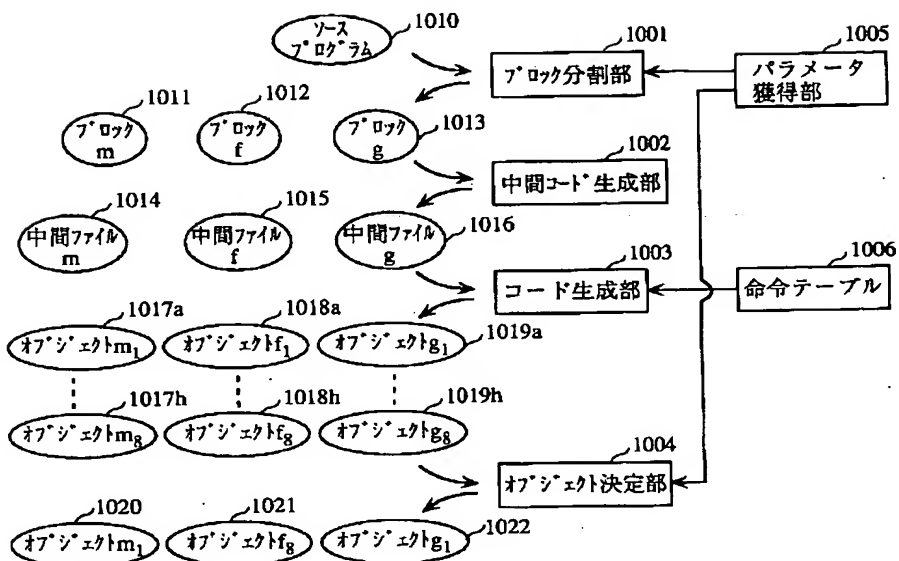 1010
ソース
プログラム
1001
ブロック分割部
1005
パラメータ
獲得部
1011
ブロック
m
1012
ブロック
f
1013
ブロック
g
1002
中間コード生成部
1014
中間ファイル
m
1015
中間ファイル
f
1016
中間ファイル
g
1003
コード生成部
1006
命令テーブル
1017a
オブジェクトm1
1018a
オブジェクトf1
1019a
オブジェクトg1
1017h
オブジェクトm8
1018h
オブジェクトf8
1019h
オブジェクトg8
1004
オブジェクト決定部
1020
オブジェクトm1
1021
オブジェクトf8
1022
オブジェクトg1